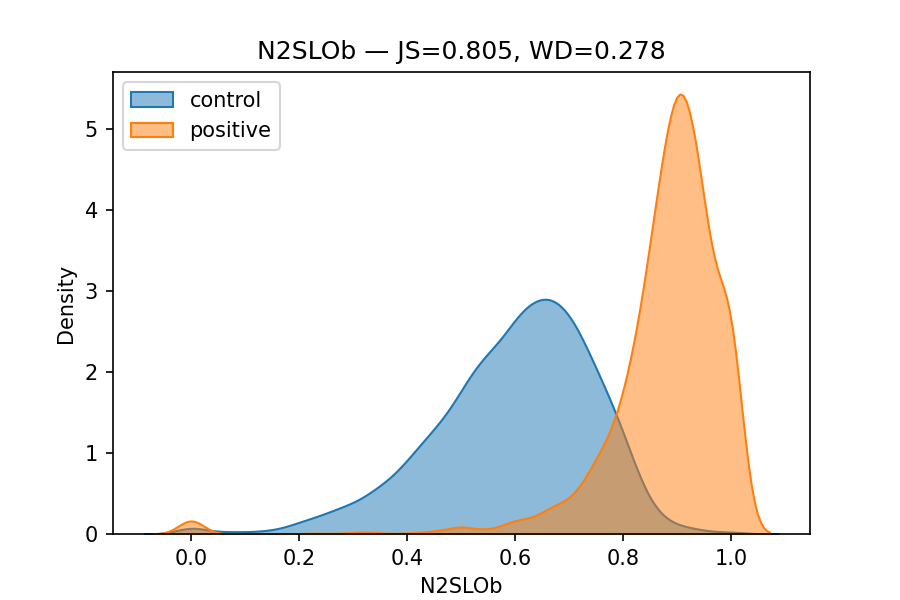 N2SLOb — JS=0.805, WD=0.278
control
positive
Density
5
4
3
2
1
0
0.0 0.2 0.4 0.6 0.8 1.0
N2SLOb